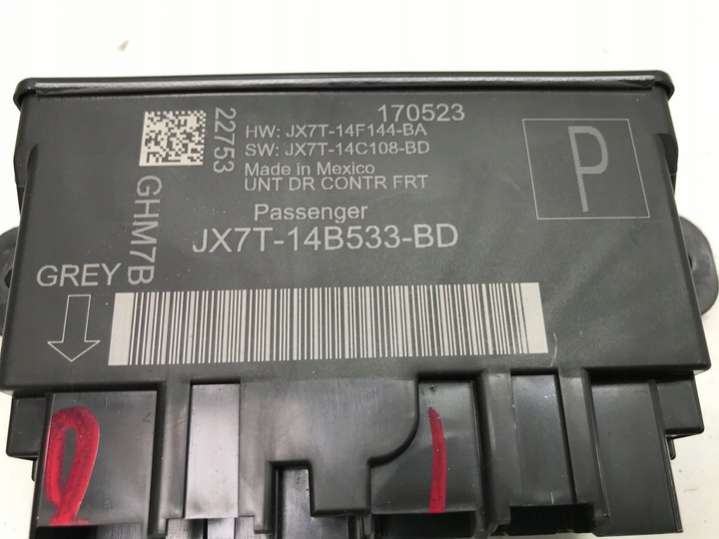 170523
22753
HW: JX7T-14F144-BA
SW: JX7T-14C108-BD
Made in Mexico
UNT DR CONTR FRT
P
GHM7B
Passenger
JX7T-14B533-BD
GREY